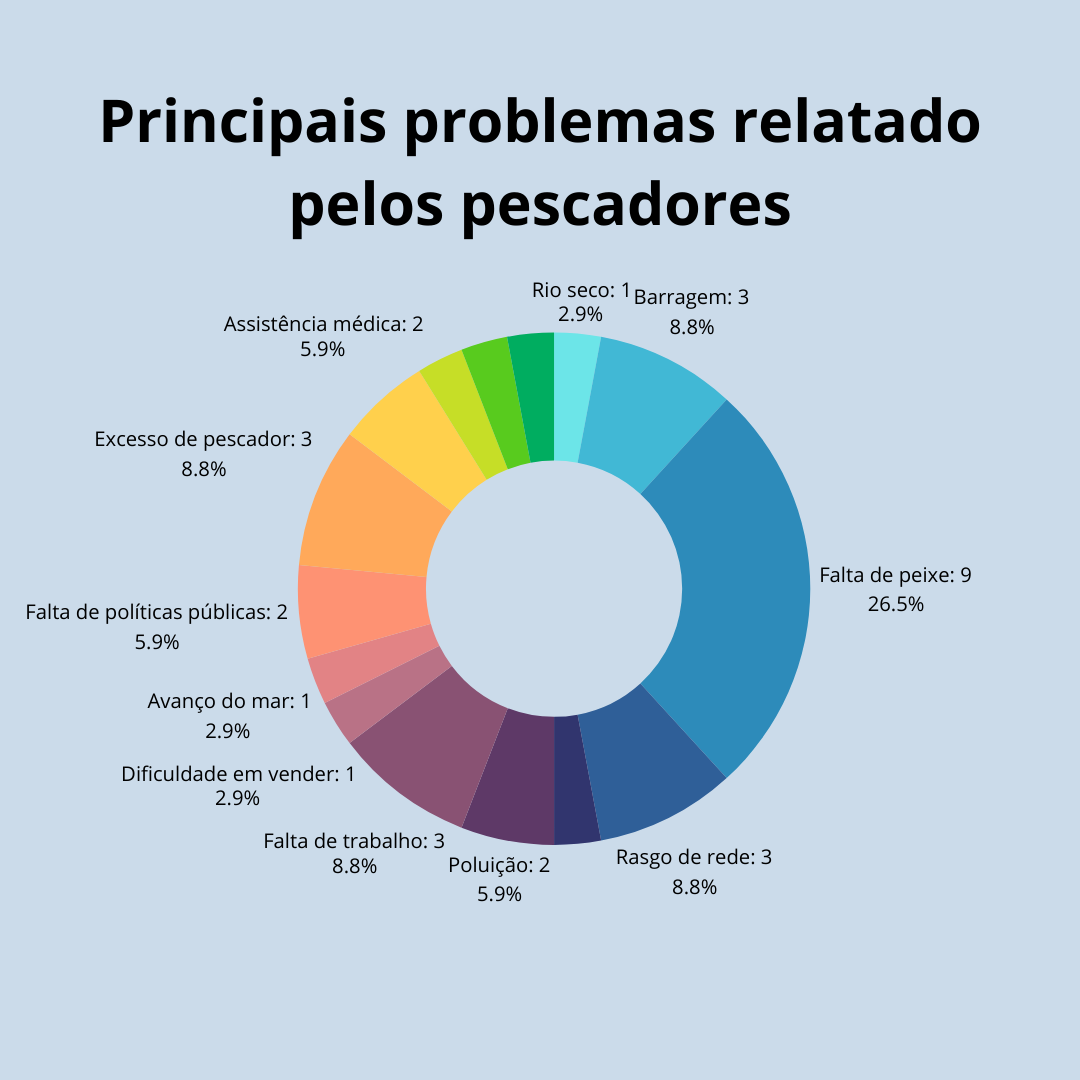 Principais problemas relatado
pelos pescadores
Rio seco: 1
2.9%
Barragem: 3
8.8%
Assistência médica: 2
5.9%
Excesso de pescador: 3
8.8%
Falta de peixe: 9
26.5%
Falta de políticas públicas: 2
5.9%
Avanço do mar: 1
2.9%
Dificuldade em vender: 1
2.9%
Falta de trabalho: 3
8.8%
Poluição: 2
5.9%
Rasgo de rede: 3
8.8%